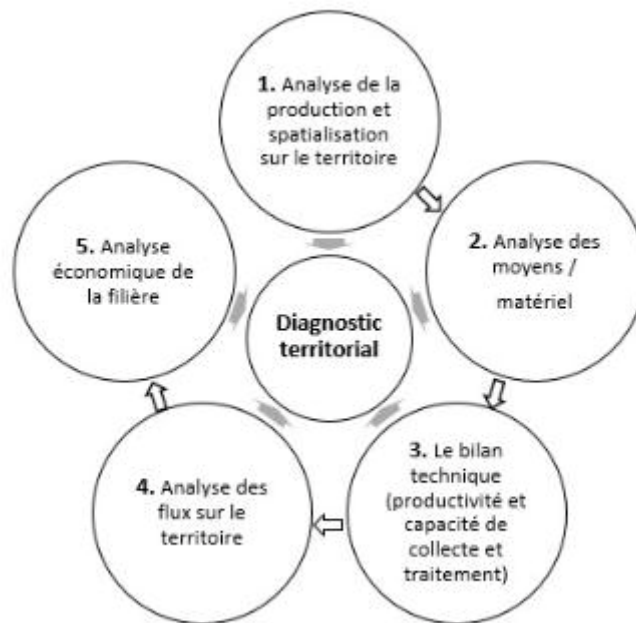 1. Analyse de la
production et
spatialisation
sur le territoire
2. Analyse des
moyens /
matériel
3. Le bilan
technique
(productivité et
capacité de
collecte et
traitement)
4. Analyse des
flux sur le
territoire
5. Analyse
économique de
la filière
Diagnostic
territorial